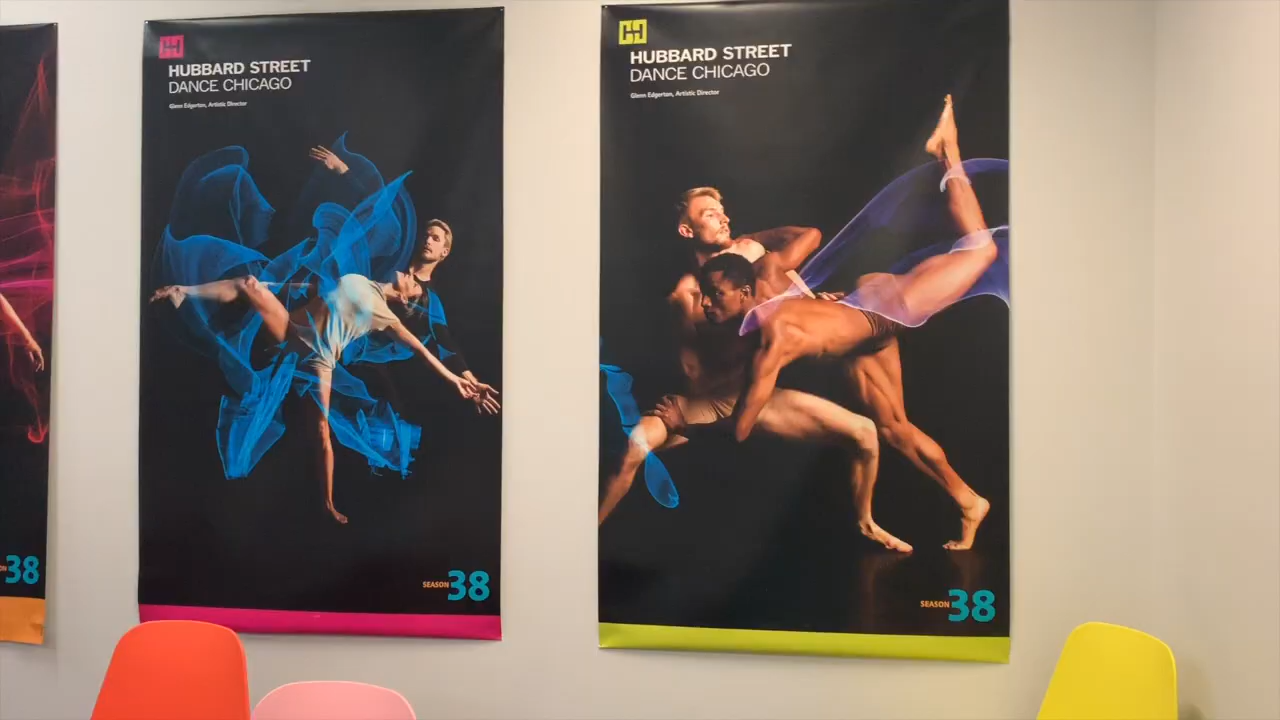 HUBBARD STREET
DANCE CHICAGO
Glenn Edgerton, Artistic Director
SEASON 38
HUBBARD STREET
DANCE CHICAGO
Glenn Edgerton, Artistic Director
SEASON 38
38